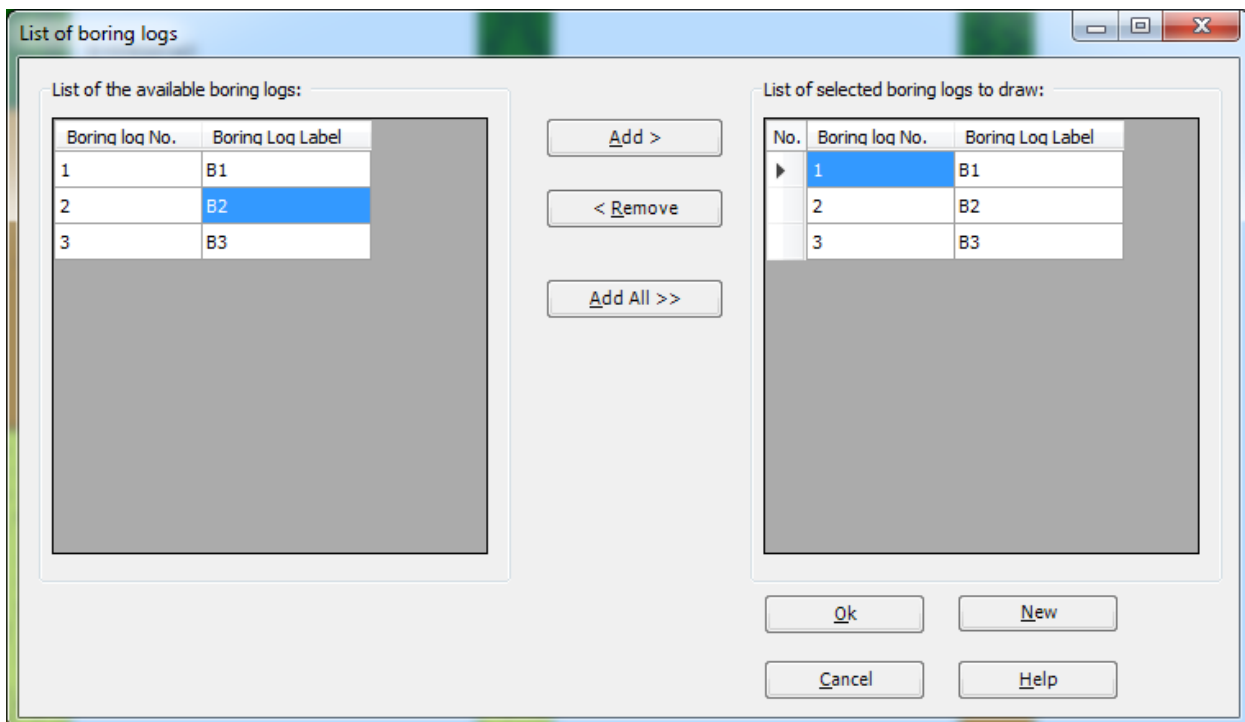 List of boring logs
List of the available boring logs:
Boring log No. Boring Log Label
1 B1
2 B2
3 B3
Add >
< Remove
Add All >>
List of selected boring logs to draw:
No. Boring log No. Boring Log Label
1 B1
2 B2
3 B3
Ok New
Cancel Help